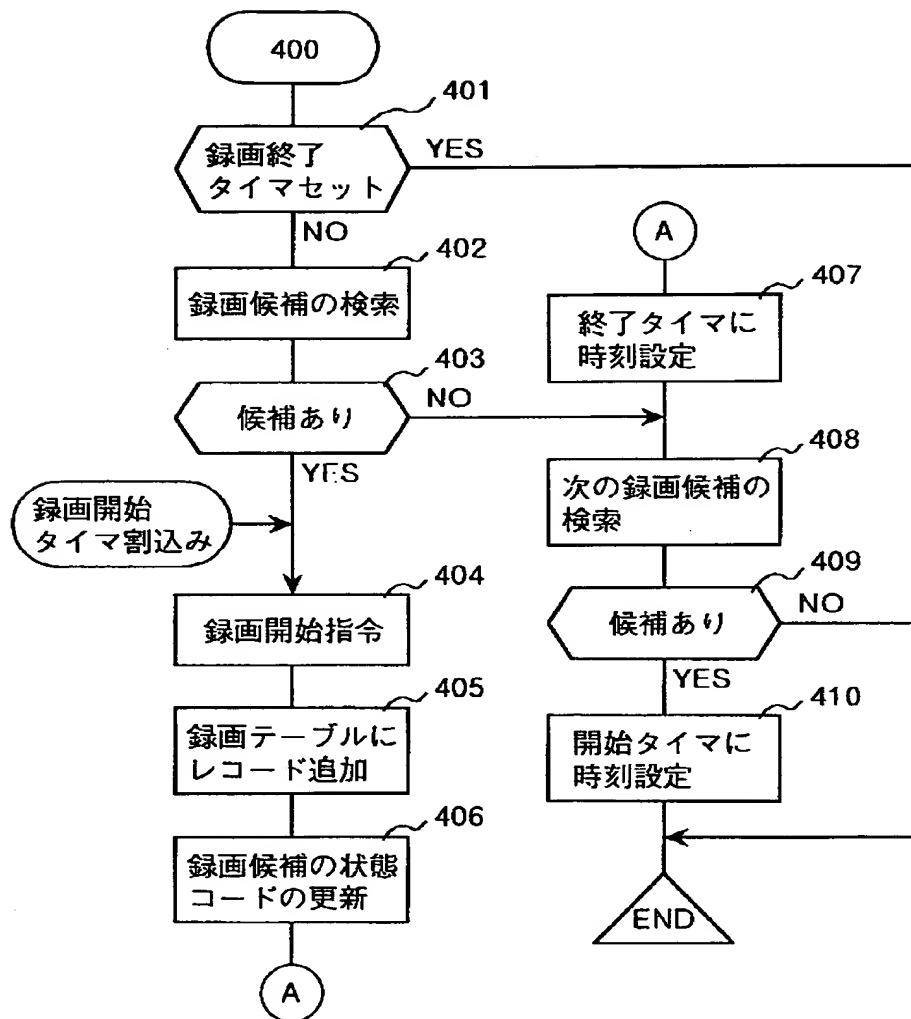 400
401
録画終了
タイマセット
YES
NO
402
録画候補の検索
403
候補あり
NO
YES
録画開始
タイマ割込み
404
録画開始指令
405
録画テーブルに
レコード追加
406
録画候補の状態
コードの更新
A
A
407
終了タイマに
時刻設定
408
次の録画候補の
検索
409
候補あり
NO
YES
410
開始タイマに
時刻設定
END